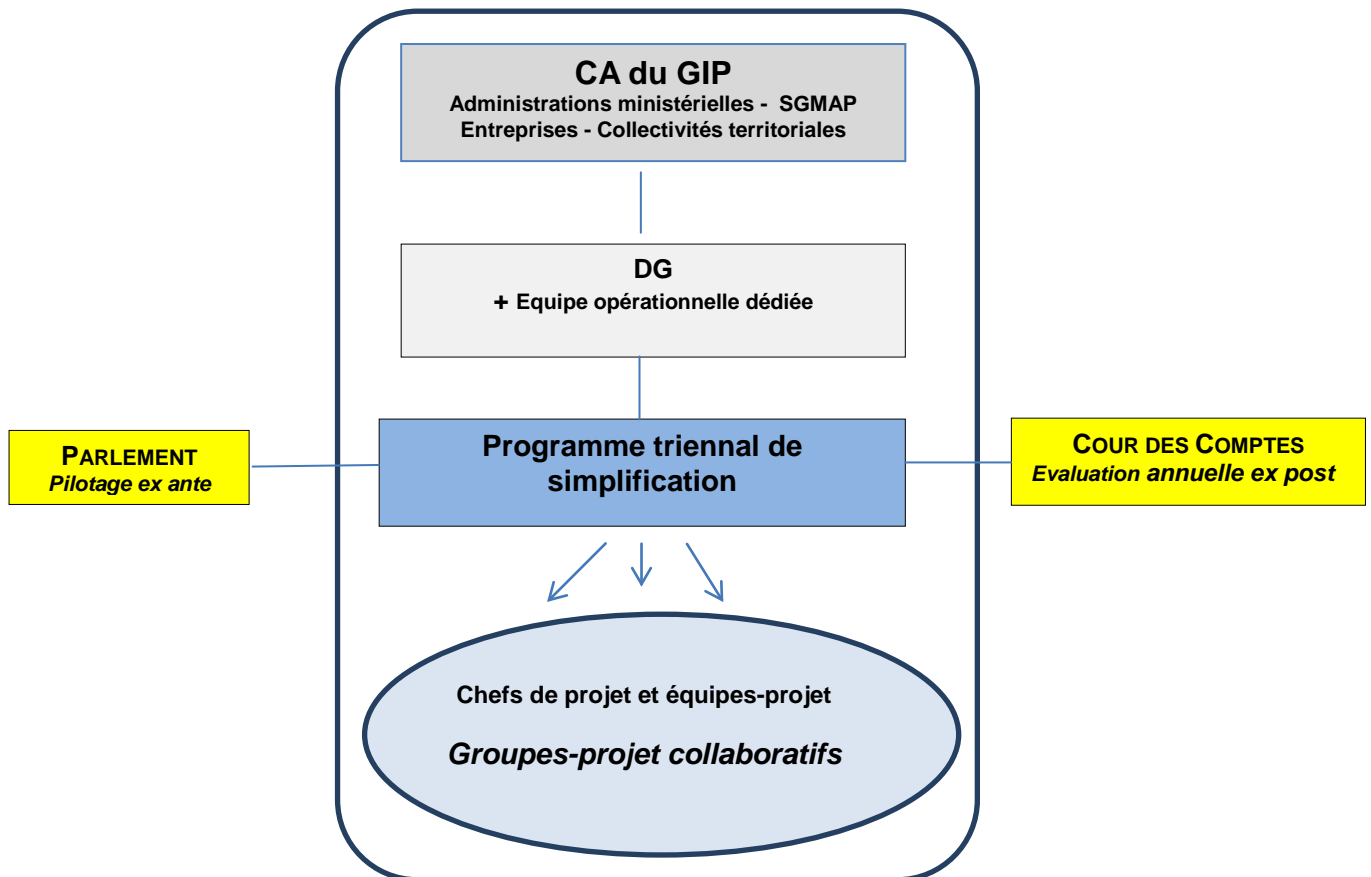 CA du GIP
Administrations ministérielles - SGMAP
Entreprises - Collectivités territoriales
DG
+ Equipe opérationnelle dédiée
Programme triennal de
simplification
PARLEMENT
Pilotage ex ante
COUR DES COMPTES
Evaluation annuelle ex post
Chefs de projet et équipes-projet
Groupes-projet collaboratifs